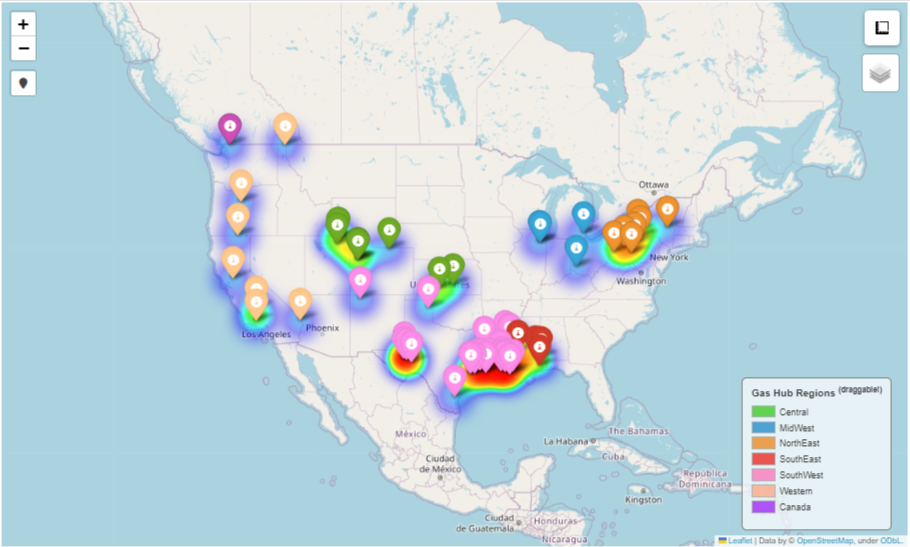 +
−
Ottawa
New York
Washington
Los Angeles
Phoenix
México
Ciudad
de México
La Habana
The Bahamas
Cuba
República
Dominicana
Kingston
Ciudad
de Guatemala
Honduras
Nicaragua
Gas Hub Regions (draggable!)
Central
MidWest
NorthEast
SouthEast
SouthWest
Western
Canada
Leaflet | Data by © OpenStreetMap, under ODbL.